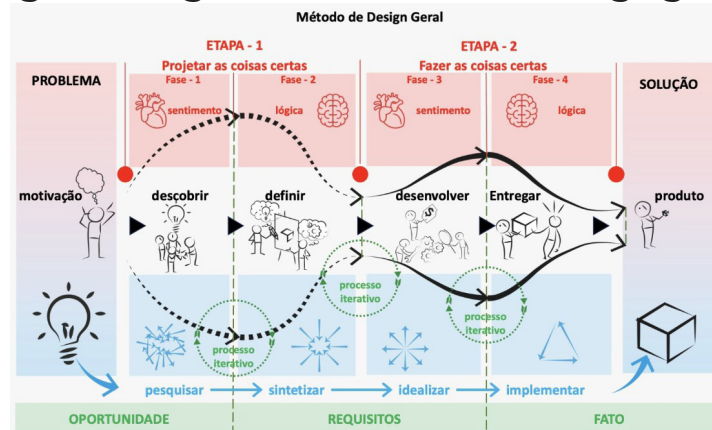 Método de Design Geral
ETAPA - 1
ETAPA - 2
Projetar as coisas certas
Fazer as coisas certas
PROBLEMA
Fase - 1
Fase - 2
Fase - 3
Fase - 4
SOLUÇÃO
sentimento
lógica
sentimento
lógica
motivação
descobrir
definir
desenvolver
Entregar
produto
processo
iterativo
processo
iterativo
processo
iterativo
pesquisar
sintetizar
idealizar
implementar
OPORTUNIDADE
REQUISITOS
FATO